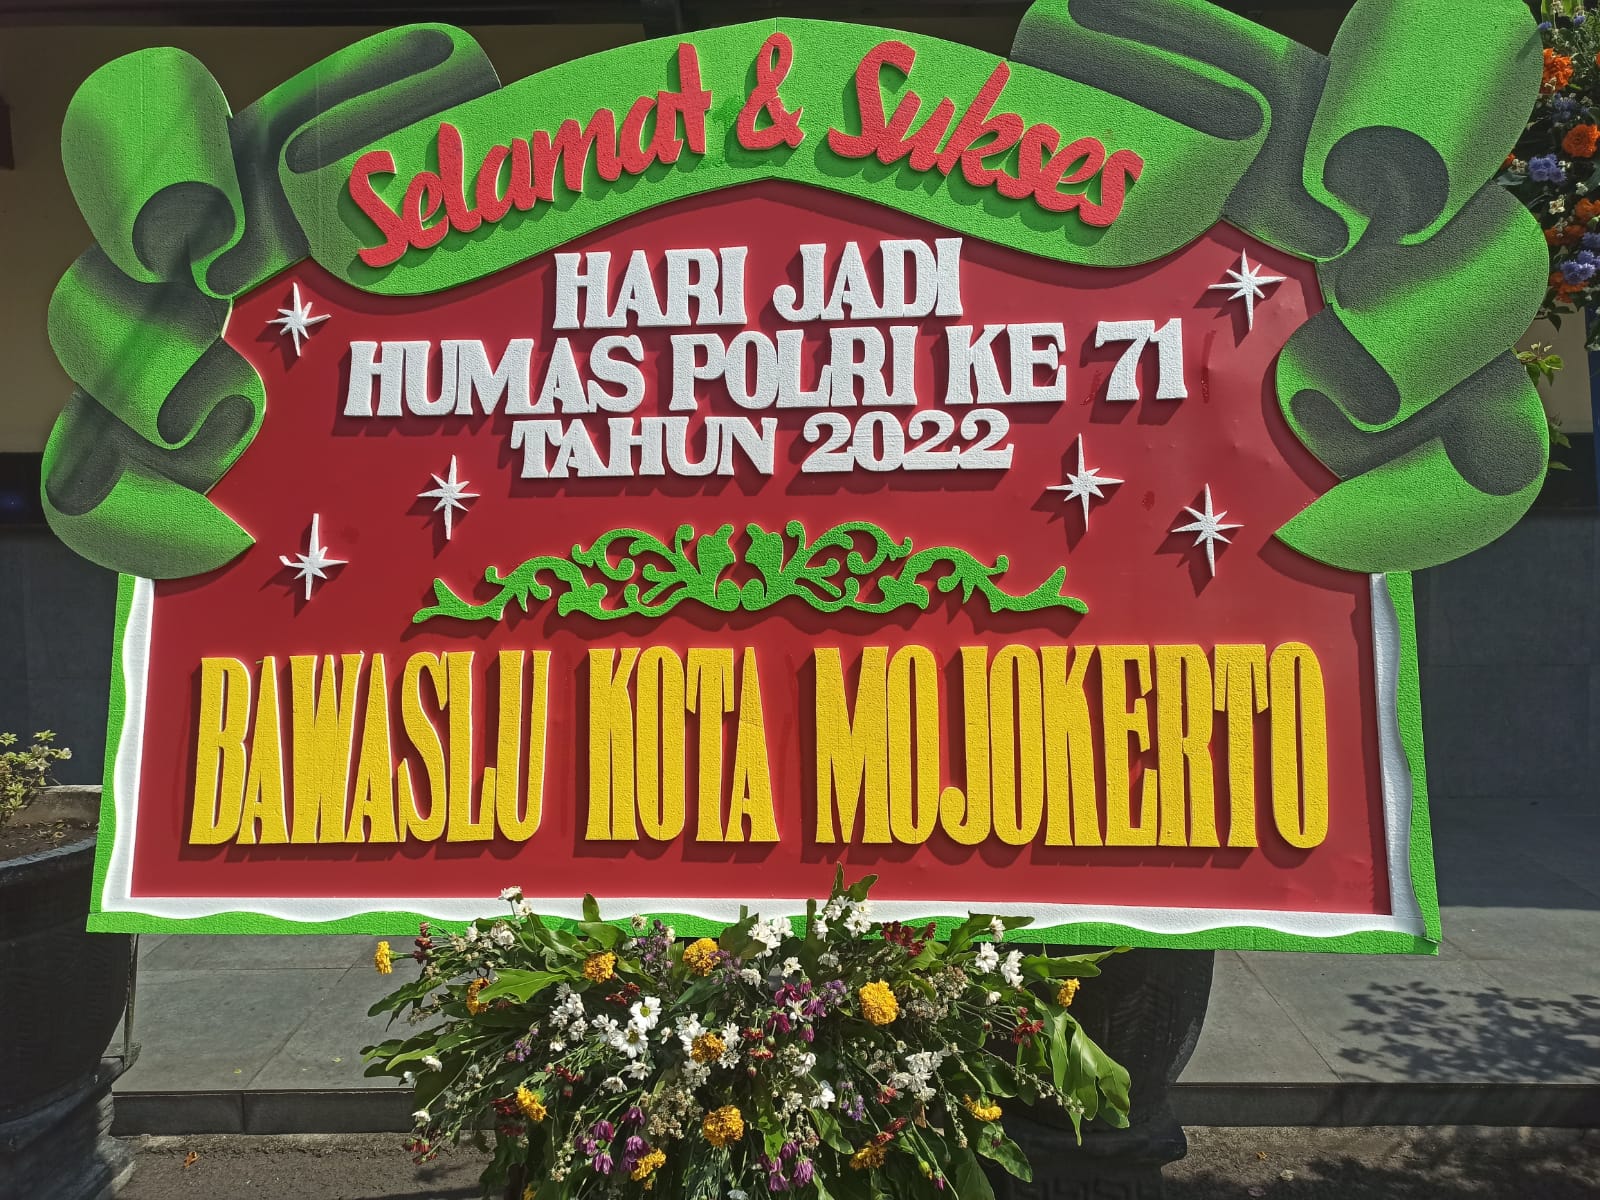 Selamat & Sukses
HARI JADI
HUMAS POLRI KE 71
TAHUN 2022
BAWASLU KOTA MOJOKERTO